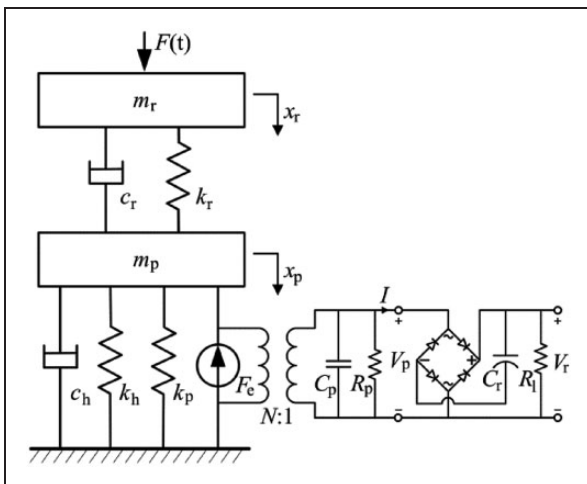 F(t)
m_r
x_r
c_r
k_r
m_p
x_p
c_h
k_h
k_p
F_e
N:1
C_p
R_p
I
+
−
V_p
~
−
+
~
C_r
R_l
+
−
V_r